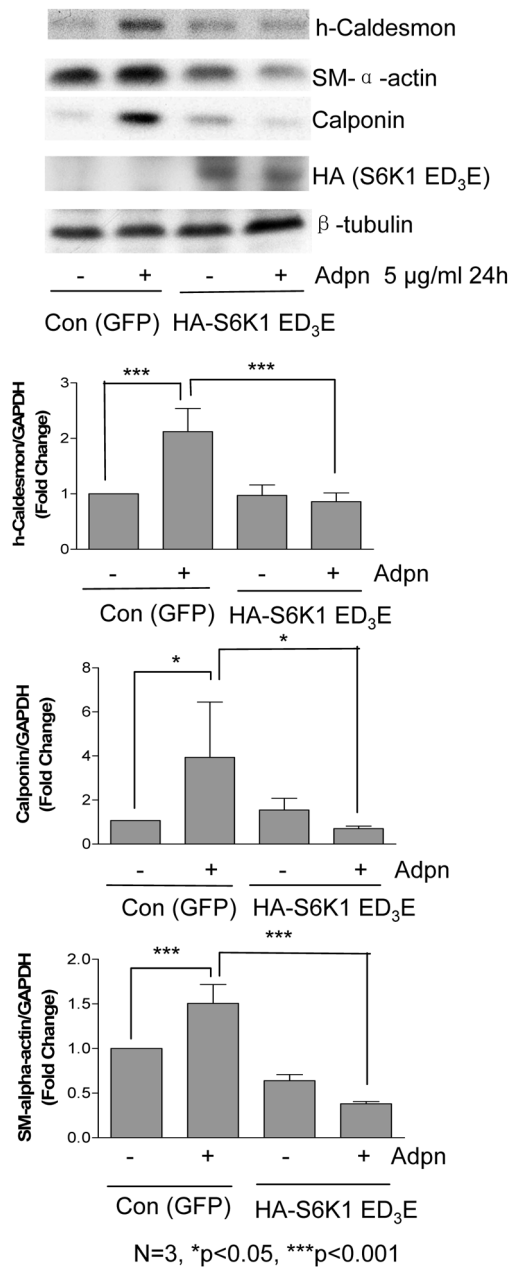 h-Caldesmon
SM-α-actin
Calponin
HA (S6K1 ED3E)
β-tubulin
- + - + Adpn 5 µg/ml 24h
Con (GFP) HA-S6K1 ED3E
*** ***
h-Caldesmon/GAPDH
(Fold Change)
3
2
1
0
- + - + Adpn
Con (GFP) HA-S6K1 ED3E
* *
Calponin/GAPDH
(Fold Change)
8
6
4
2
0
- + - + Adpn
Con (GFP) HA-S6K1 ED3E
*** ***
SM-alpha-actin/GAPDH
(Fold Change)
2.0
1.5
1.0
0.5
0.0
- + - + Adpn
Con (GFP) HA-S6K1 ED3E
N=3, *p<0.05, ***p<0.001